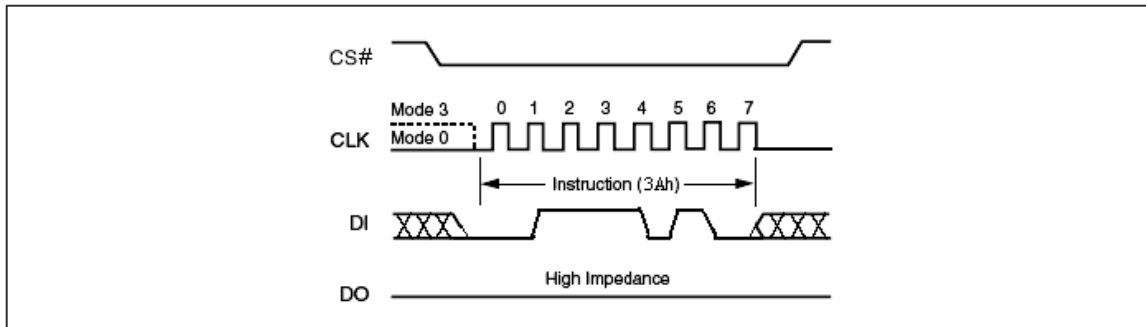 CS#
Mode 3
0 1 2 3 4 5 6 7
CLK
Mode 0
Instruction (3Ah)
DI
High Impedance
DO